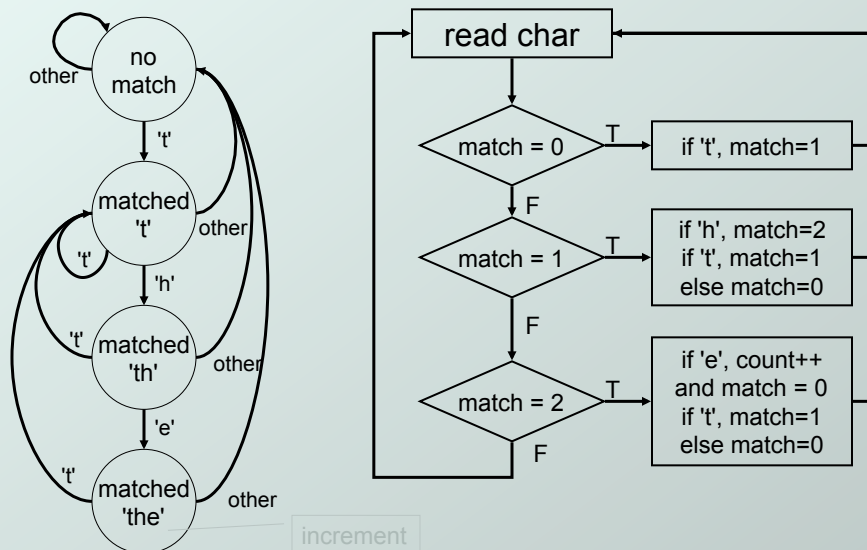 no
match
other
't'
matched
't'
other
't'
'h'
matched
'th'
't'
other
'e'
matched
'the'
't'
other
increment
read char
match = 0
T
if 't', match=1
F
match = 1
T
if 'h', match=2
if 't', match=1
else match=0
F
match = 2
T
if 'e', count++
and match = 0
if 't', match=1
else match=0
F